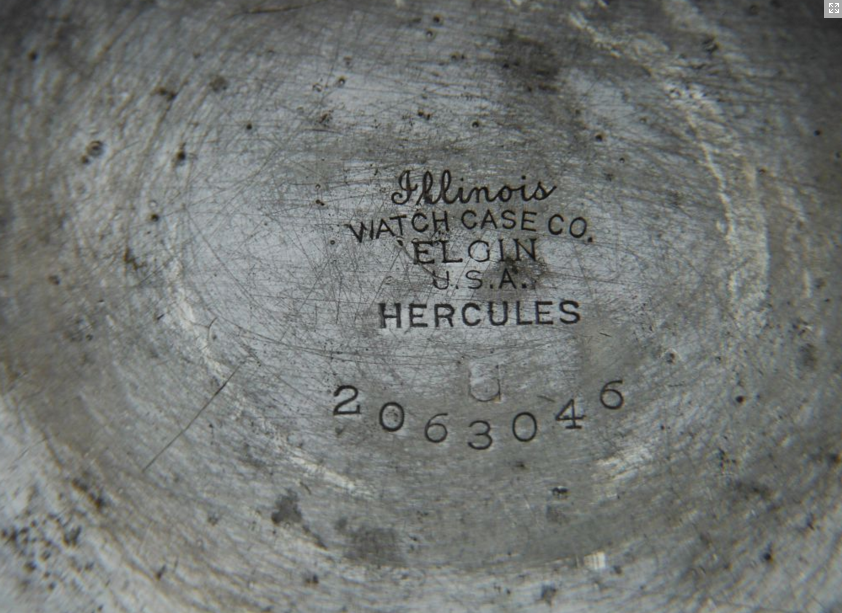 Illinois
WATCH CASE CO.
ELGIN
U.S.A.
HERCULES
U
2063046